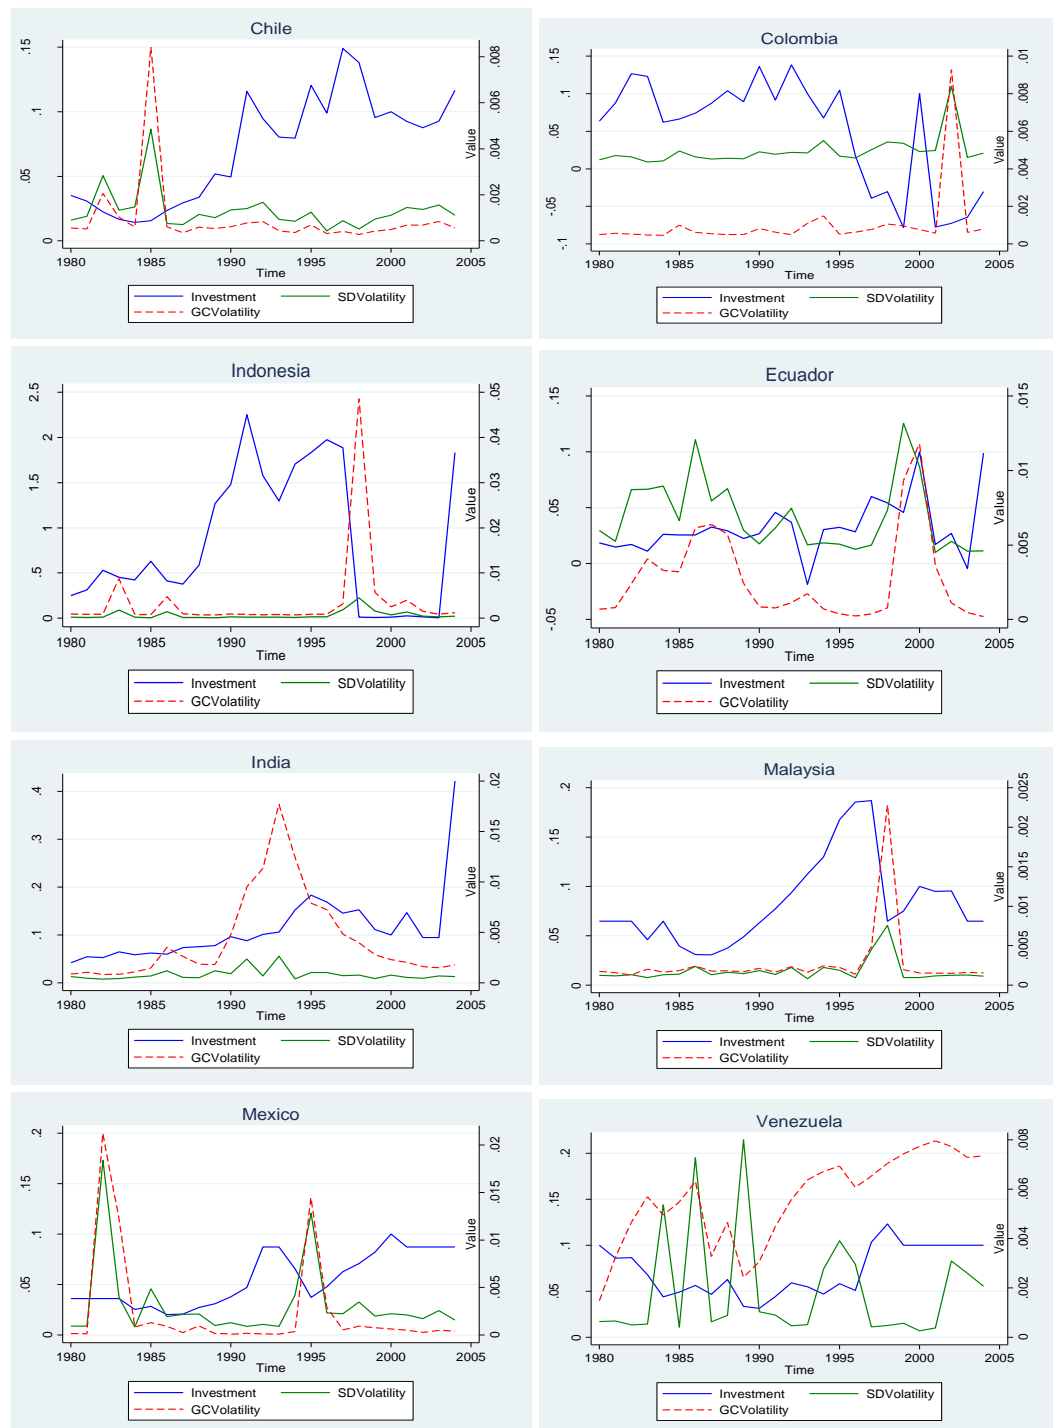 Chile
.15
.1
.05
0
.008
.006
.004
.002
0
Value
1980 1985 1990 1995 2000 2005
Time
Investment SDVolatility
GCVolatility
Colombia
.1
.05
0
-.05
-.1
.01
.008
.006
.004
.002
0
Value
1980 1985 1990 1995 2000 2005
Time
Investment SDVolatility
GCVolatility
Indonesia
2.5
2
1.5
1
.5
0
.05
.04
.03
.02
.01
0
Value
1980 1985 1990 1995 2000 2005
Time
Investment SDVolatility
GCVolatility
Ecuador
.15
.1
.05
0
-.05
.015
.01
.005
0
Value
1980 1985 1990 1995 2000 2005
Time
Investment SDVolatility
GCVolatility
India
.4
.3
.2
.1
0
.02
.015
.01
.005
0
Value
1980 1985 1990 1995 2000 2005
Time
Investment SDVolatility
GCVolatility
Malaysia
.2
.15
.1
.05
0
.0025
.002
.0015
.001
.0005
0
Value
1980 1985 1990 1995 2000 2005
Time
Investment SDVolatility
GCVolatility
Mexico
.2
.15
.1
.05
0
.02
.015
.01
.005
0
Value
1980 1985 1990 1995 2000 2005
Time
Investment SDVolatility
GCVolatility
Venezuela
.2
.15
.1
.05
0
.008
.006
.004
.002
0
Value
1980 1985 1990 1995 2000 2005
Time
Investment SDVolatility
GCVolatility